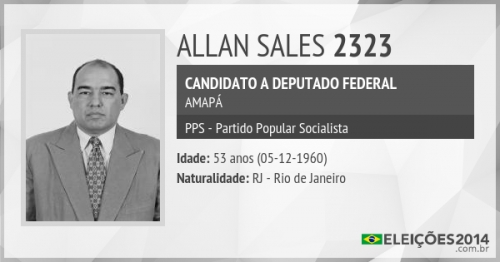 ALLAN SALES 2323
CANDIDATO A DEPUTADO FEDERAL
AMAPÁ
PPS - Partido Popular Socialista
Idade: 53 anos (05-12-1960)
Naturalidade: RJ - Rio de Janeiro
ELEIÇÕES2014
.com.br